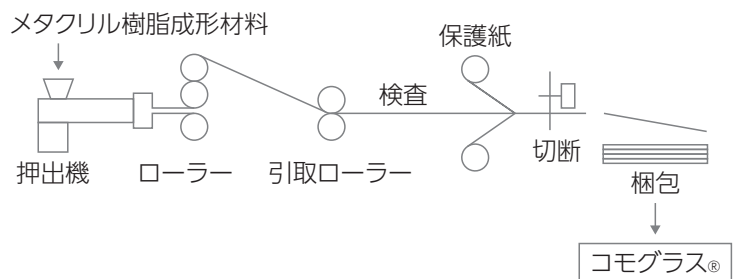 メタクリル樹脂成形材料
保護紙
検査
切断
押出機
ローラー
引取ローラー
梱包
コモグラス®